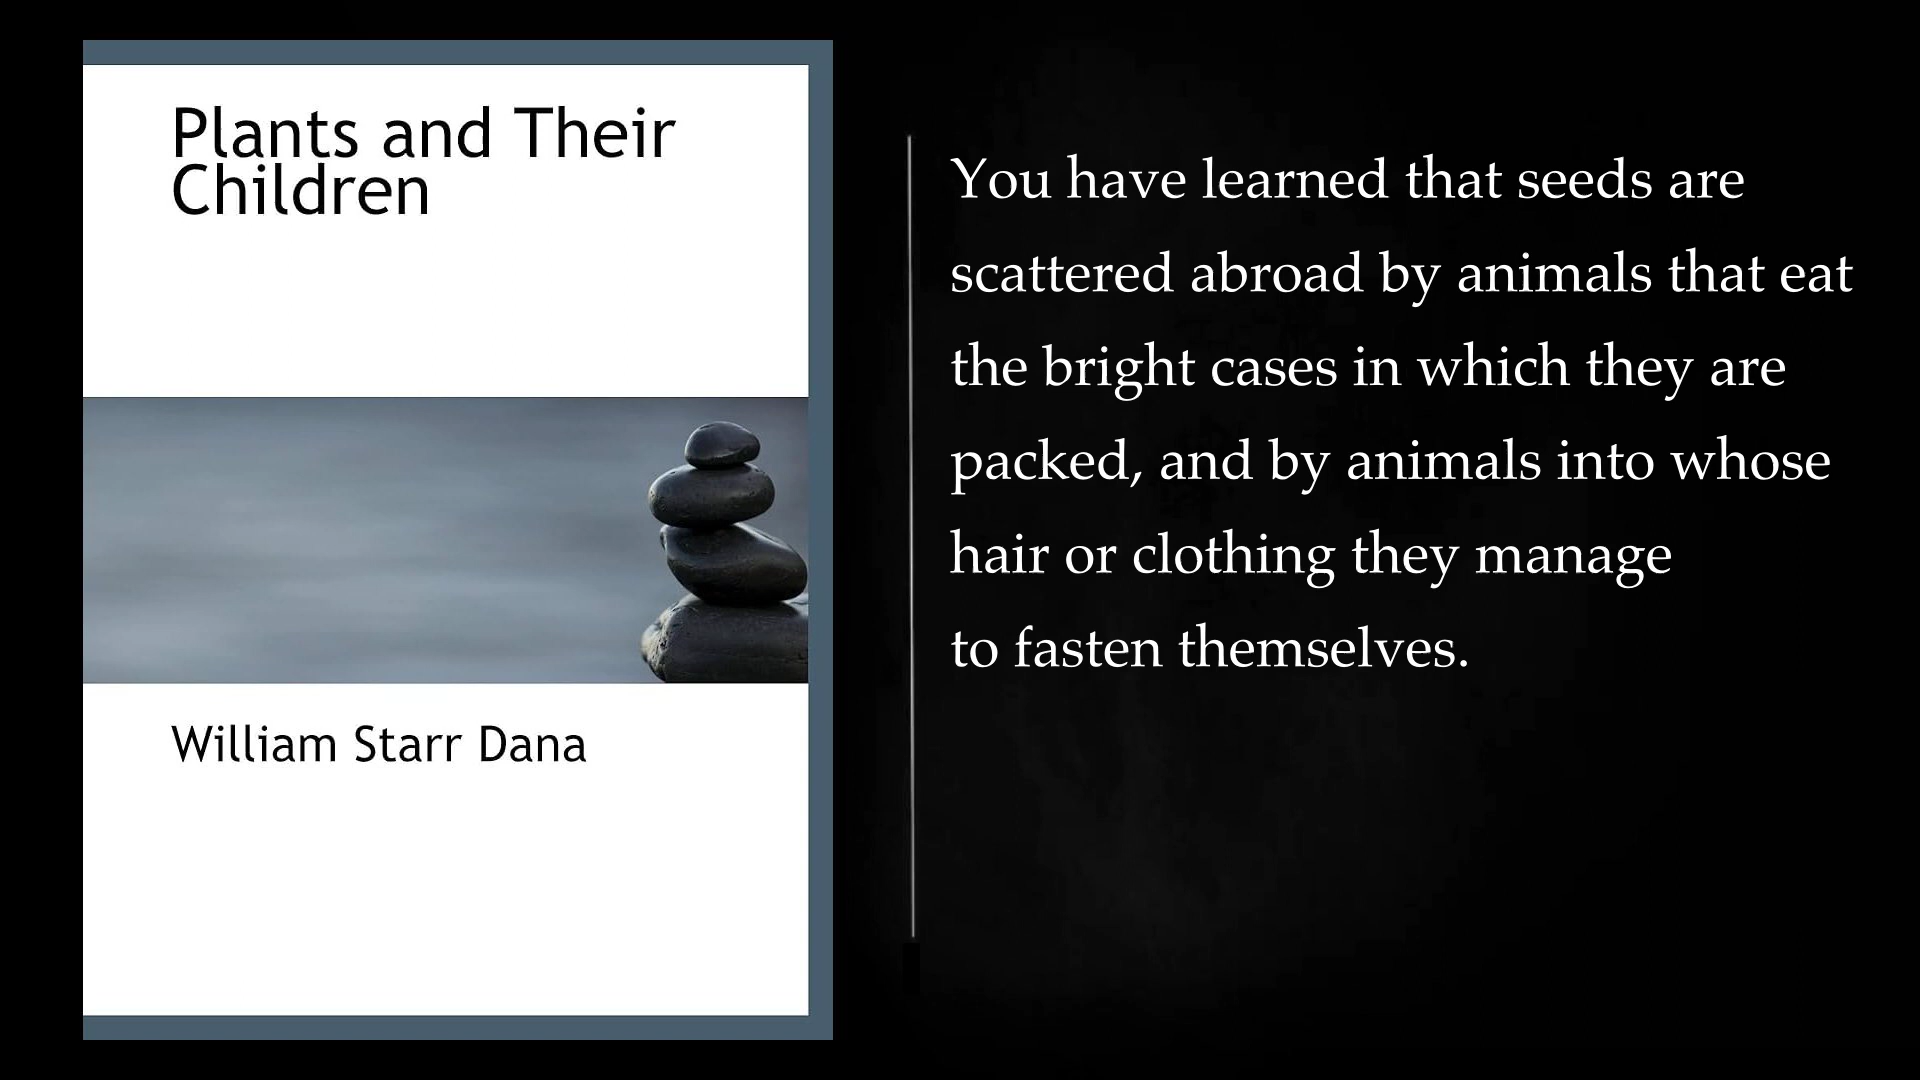 Plants and Their
Children
William Starr Dana
You have learned that seeds are
scattered abroad by animals that eat
the bright cases in which they are
packed, and by animals into whose
hair or clothing they manage
to fasten themselves.